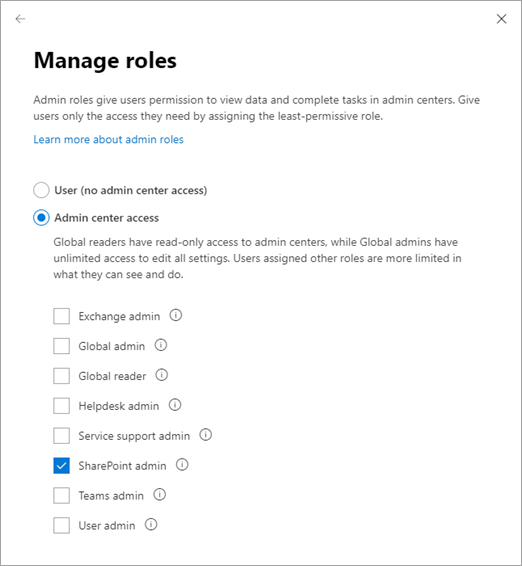 Manage roles
Admin roles give users permission to view data and complete tasks in admin centers. Give
users only the access they need by assigning the least-permissive role.
Learn more about admin roles
User (no admin center access)
Admin center access
Global readers have read-only access to admin centers, while Global admins have
unlimited access to edit all settings. Users assigned other roles are more limited in
what they can see and do.
Exchange admin
Global admin
Global reader
Helpdesk admin
Service support admin
SharePoint admin
Teams admin
User admin